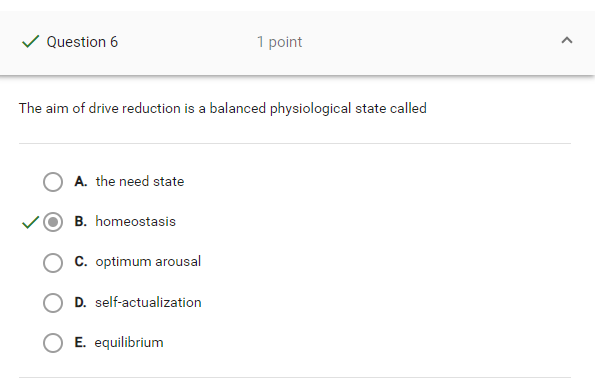 Question 6 1 point
The aim of drive reduction is a balanced physiological state called
A. the need state
B. homeostasis
C. optimum arousal
D. self-actualization
E. equilibrium